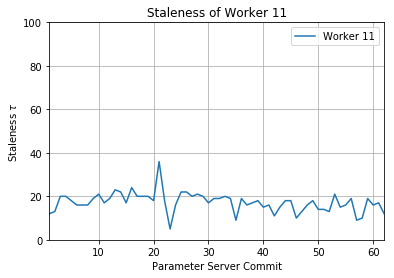 Staleness of Worker 11
Worker 11
100
80
60
40
20
0
Staleness τ
10 20 30 40 50 60
Parameter Server Commit